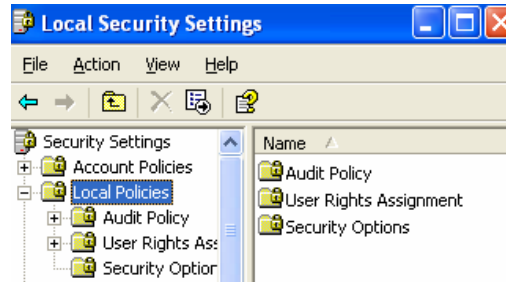 Local Security Settings
File Action View Help
Security Settings
Account Policies
Local Policies
Audit Policy
User Rights Ass
Security Option
Name
Audit Policy
User Rights Assignment
Security Options